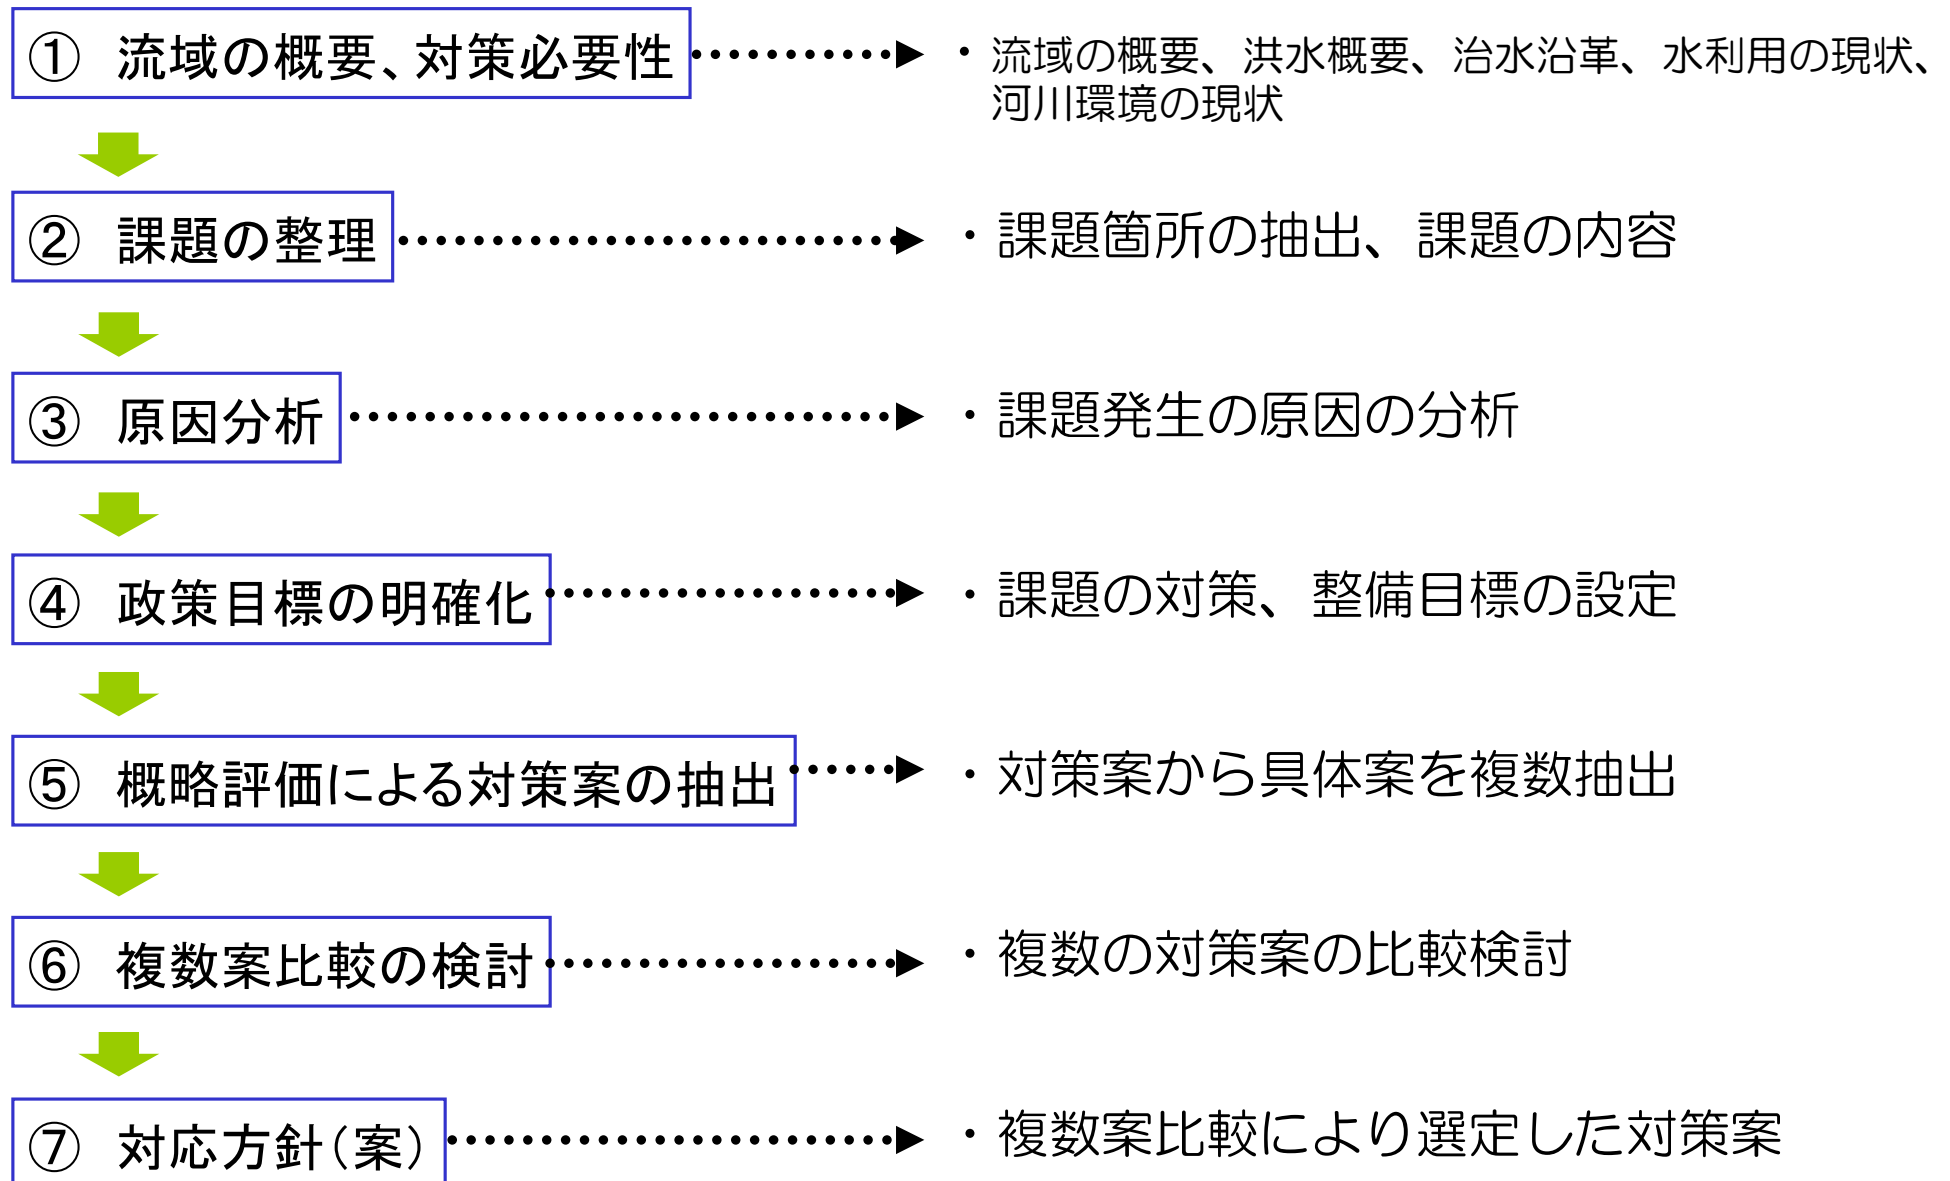 ① 流域の概要、対策必要性
・流域の概要、洪水概要、治水沿革、水利用の現状、
河川環境の現状
② 課題の整理
・課題箇所の抽出、課題の内容
③ 原因分析
・課題発生の原因の分析
④ 政策目標の明確化
・課題の対策、整備目標の設定
⑤ 概略評価による対策案の抽出
・対策案から具体案を複数抽出
⑥ 複数案比較の検討
・複数の対策案の比較検討
⑦ 対応方針(案)
・複数案比較により選定した対策案